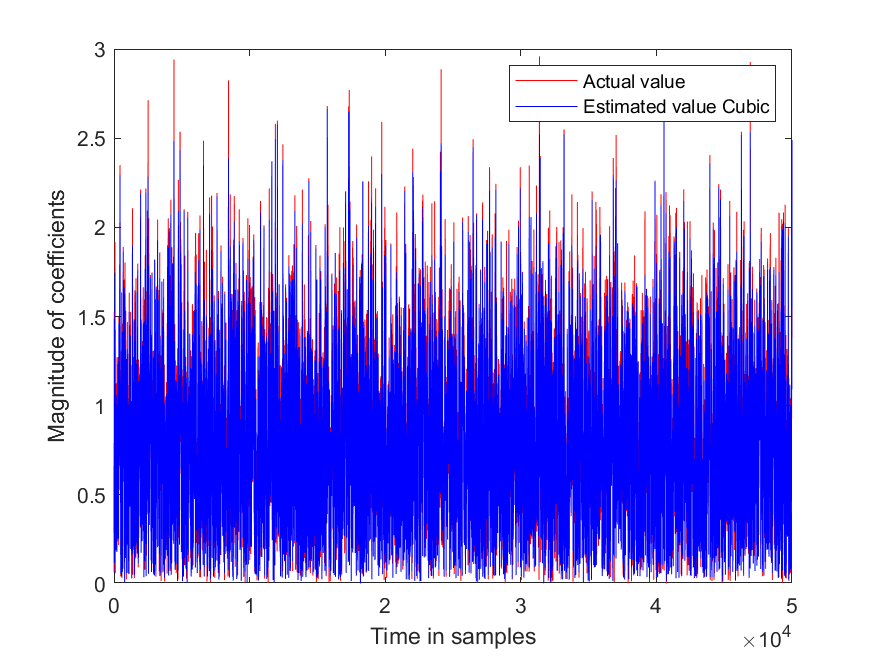 3
2.5
2
1.5
1
0.5
0
Magnitude of coefficients
Actual value
Estimated value Cubic
0 1 2 3 4 5
Time in samples
×10⁴